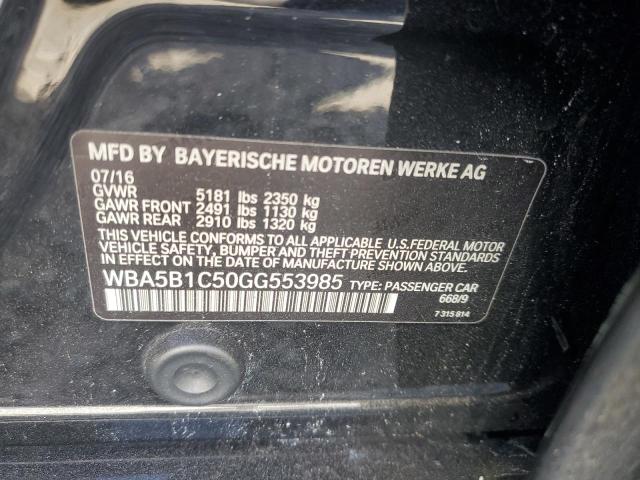 MFD BY BAYERISCHE MOTOREN WERKE AG
07/16
GVWR 5181 lbs 2350 kg
GAWR FRONT 2491 lbs 1130 kg
GAWR REAR 2910 lbs 1320 kg
THIS VEHICLE CONFORMS TO ALL APPLICABLE U.S.FEDERAL MOTOR
VEHICLE SAFETY, BUMPER, AND THEFT PREVENTION STANDARDS
IN EFFECT ON THE DATE OF MANUFACTURE SHOWN ABOVE.
WBA5B1C50GG553985 TYPE: PASSENGER CAR
668/9
7 315 814